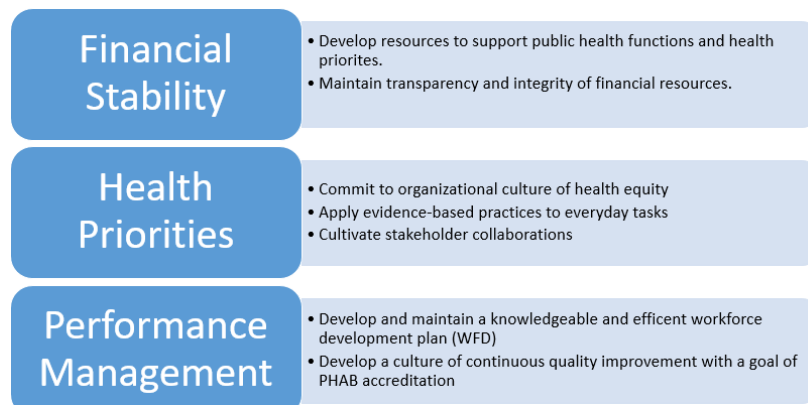 Financial
Stability
• Develop resources to support public health functions and health
priorites.
• Maintain transparency and integrity of financial resources.
Health
Priorities
• Commit to organizational culture of health equity
• Apply evidence-based practices to everyday tasks
• Cultivate stakeholder collaborations
Performance
Management
• Develop and maintain a knowledgeable and efficent workforce
development plan (WFD)
• Develop a culture of continuous quality improvement with a goal of
PHAB accreditation